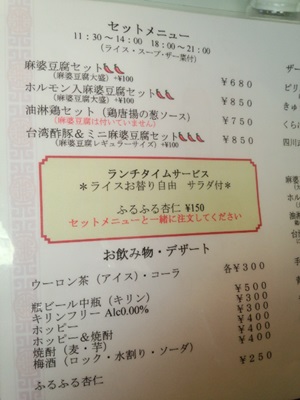 セットメニュー
11:30～14:00 18:00～21:00
(ライス・スープ・ザー菜付)
麻婆豆腐セット ¥680
(麻婆豆腐大盛)+¥100
ホルモン入麻婆豆腐セット ¥850
(麻婆豆腐大盛)+¥100
油淋鶏セット (鶏唐揚の葱ソース) ¥750
(麻婆豆腐は付いていません)
台湾酢豚&ミニ麻婆豆腐セット ¥850
(麻婆豆腐レギュラーサイズ)+¥100
ランチタイムサービス
*ライスお替り自由 サラダ付*
ふるふる杏仁 ¥150
セットメニューと一緒に注文してください
お飲み物・デザート
ウーロン茶(アイス)・コーラ 各¥300
瓶ビール中瓶(キリン) ¥500
キリンフリー Alc0.00% ¥300
ホッピー ¥400
ホッピー&焼酎 ¥400
焼酎(麦・芋) ¥400
梅酒(ロック・水割り・ソーダ)
ふるふる杏仁 ¥250
ピリ
きゅ
くら
四川